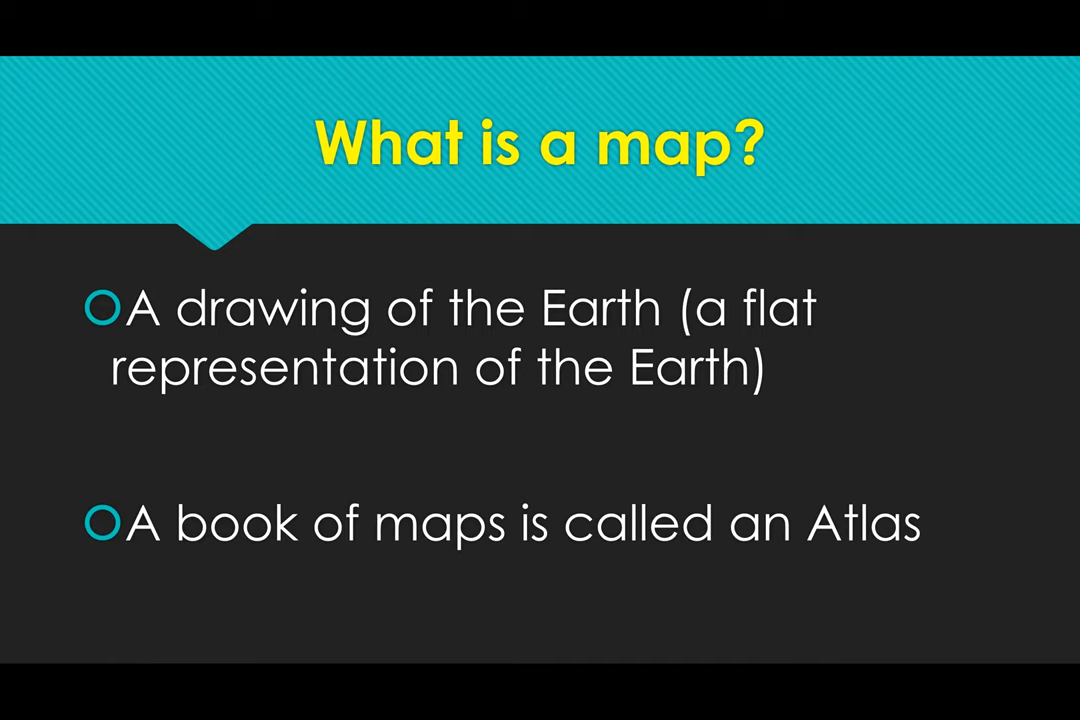 What is a map?
A drawing of the Earth (a flat
representation of the Earth)
A book of maps is called an Atlas